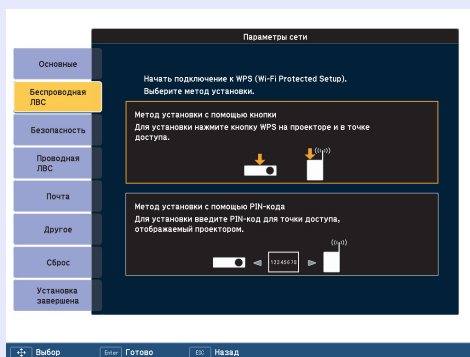 Параметры сети
Основные
Беспроводная
ЛВС
Безопасность
Проводная
ЛВС
Почта
Другое
Сброс
Установка
завершена
Начать подключение к WPS (Wi-Fi Protected Setup).
Выберите метод установки.
Метод установки с помощью кнопки
Для установки нажмите кнопку WPS на проекторе и в точке
доступа.
Метод установки с помощью PIN-кода
Для установки введите PIN-код для точки доступа,
отображаемый проектором.
12345678
Выбор
Enter Готово
ESC Назад